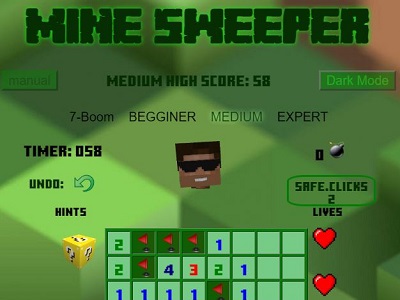 MINE SWEEPER
manual
MEDIUM HIGH SCORE: 58
Dark Mode
7-Boom BEGGINER MEDIUM EXPERT
TIMER: 058
0
UNDO:
SAFE.CLICKS
2
HINTS
LIVES
2 1
2 4 3 2 1
1 1 1 1 1